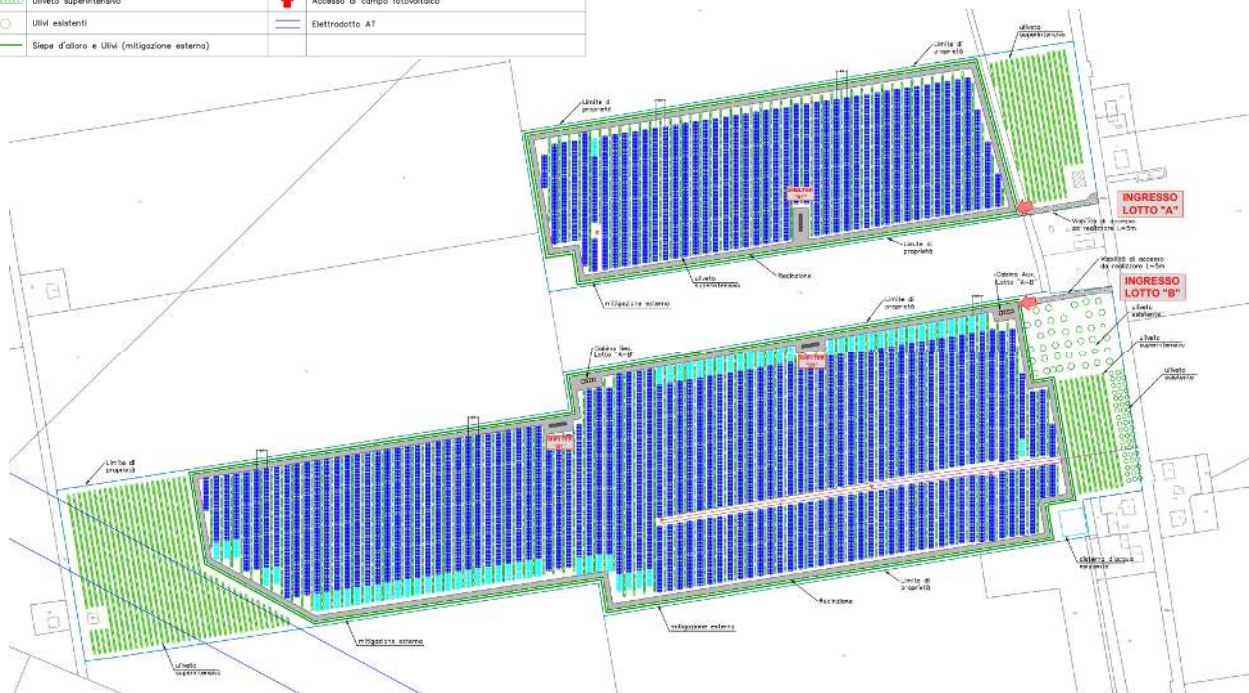 Uliveto superintensivo
Accesso al campo fotovoltaico
Ulivi esistenti
Elettrodotto AT
Siepe d'alloro e Ulivi (mitigazione esterna)
uliveto
superintensivo
Limite di
proprietà
Limite di
proprietà
SHELTER
INGRESSO
LOTTO "A"
Viabilità di accesso
da realizzare L=5m
Limite di
proprietà
Recinzione
uliveto
superintensivo
mitigazione esterna
Viabilità di accesso
da realizzare L=5m
Cabina Aux.
Lotto "A-B"
INGRESSO
LOTTO "B"
Limite di
proprietà
uliveto
esistente
uliveto
superintensivo
uliveto
esistente
Cabina Sez.
Lotto "A-B"
SHELTER
SHELTER
Limite di
proprietà
cisterna d'acqua
esistente
Limite di
proprietà
Recinzione
mitigazione esterna
mitigazione esterna
uliveto
superintensivo